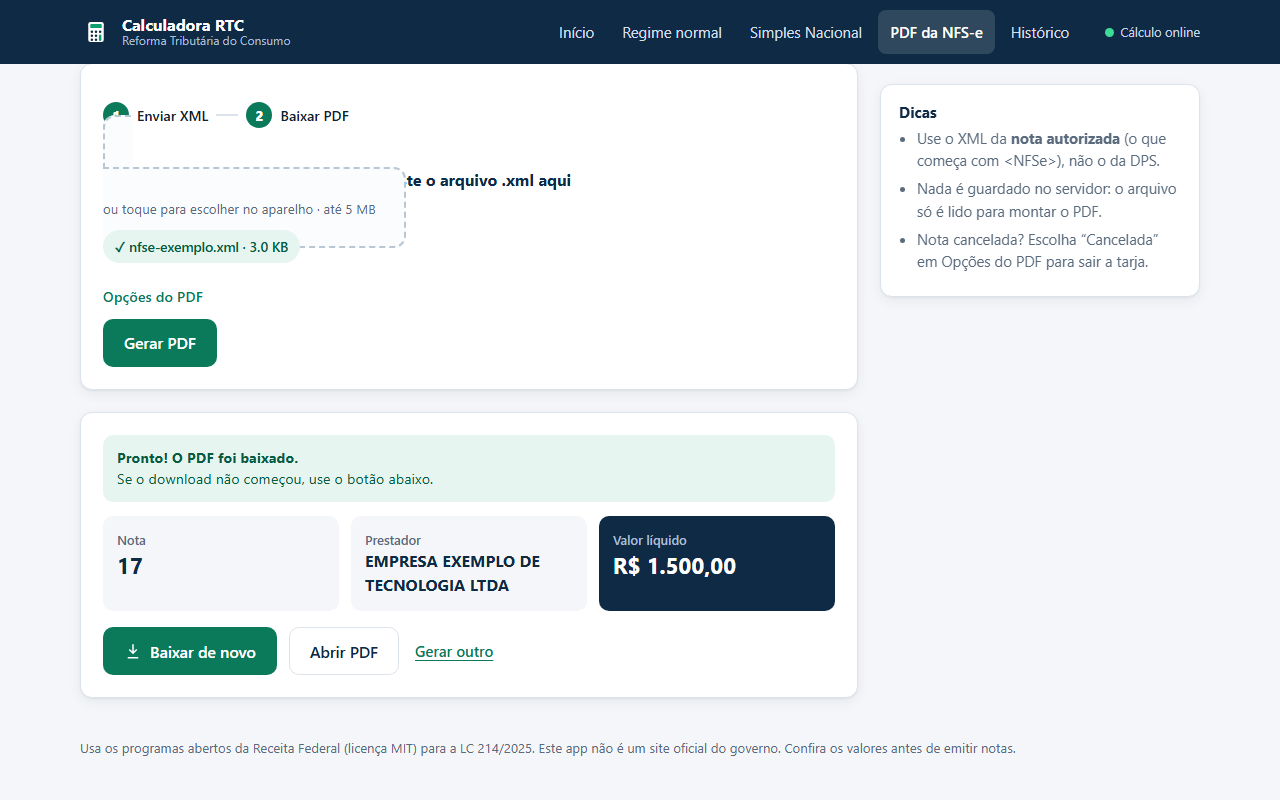 Calculadora RTC
Reforma Tributária do Consumo
Início
Regime normal
Simples Nacional
PDF da NFS-e
Histórico
Cálculo online
Enviar XML
2
Baixar PDF
te o arquivo .xml aqui
ou toque para escolher no aparelho · até 5 MB
✓ nfse-exemplo.xml · 3.0 KB
Opções do PDF
Gerar PDF
Dicas
• Use o XML da nota autorizada (o que
começa com <NFSe>), não o da DPS.
• Nada é guardado no servidor: o arquivo
só é lido para montar o PDF.
• Nota cancelada? Escolha “Cancelada”
em Opções do PDF para sair a tarja.
Pronto! O PDF foi baixado.
Se o download não começou, use o botão abaixo.
Nota
17
Prestador
EMPRESA EXEMPLO DE
TECNOLOGIA LTDA
Valor líquido
R$ 1.500,00
Baixar de novo
Abrir PDF
Gerar outro
Usa os programas abertos da Receita Federal (licença MIT) para a LC 214/2025. Este app não é um site oficial do governo. Confira os valores antes de emitir notas.